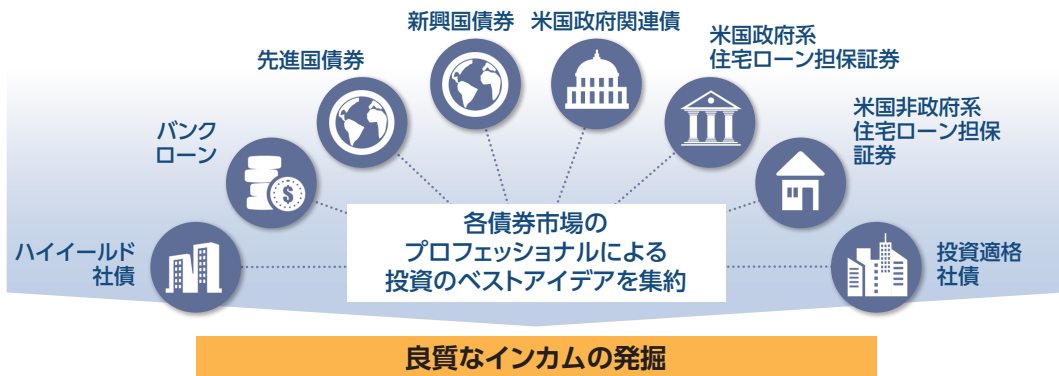 新興国債券
米国政府関連債
米国政府系
住宅ローン担保証券
先進国債券
米国非政府系
住宅ローン担保
証券
バンク
ローン
$
各債券市場の
プロフェッショナルによる
投資のベストアイデアを集約
ハイイールド
社債
投資適格
社債
良質なインカムの発掘